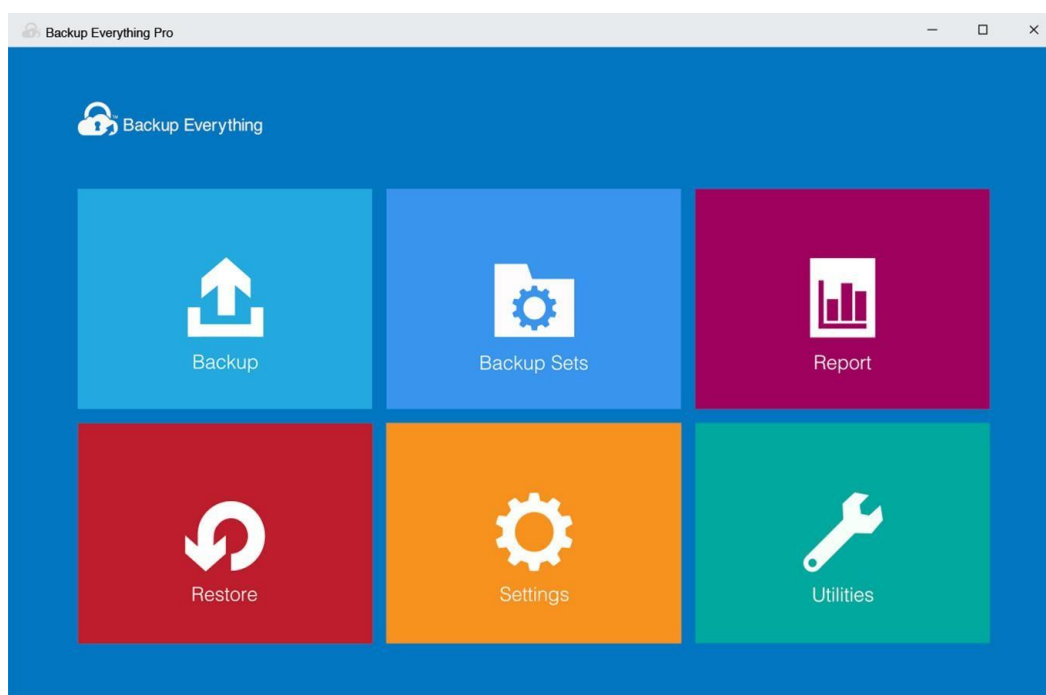 Backup Everything Pro
Backup Everything
Backup
Backup Sets
Report
Restore
Settings
Utilities